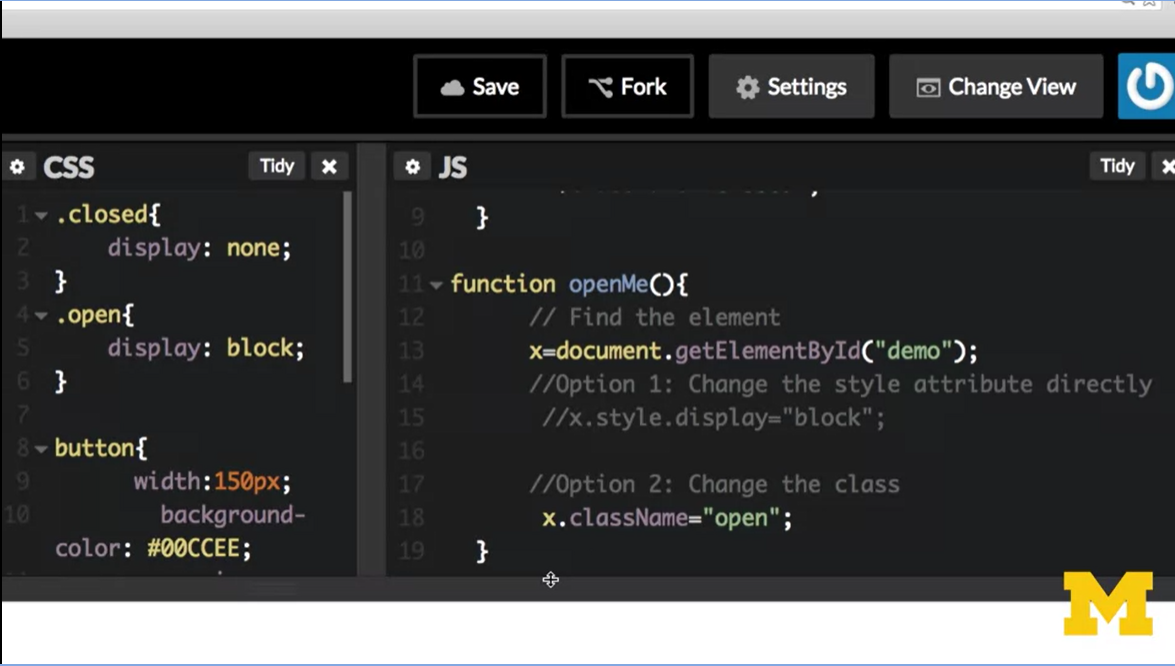 Save Fork Settings Change View
CSS Tidy
1 .closed{
2 display: none;
3 }
4 .open{
5 display: block;
6 }
7
8 button{
9 width:150px;
10 background-
color: #00CCEE;
JS Tidy
9 }
10
11 function openMe(){
12 // Find the element
13 x=document.getElementById("demo");
14 //Option 1: Change the style attribute directly
15 //x.style.display="block";
16
17 //Option 2: Change the class
18 x.className="open";
19 }
M